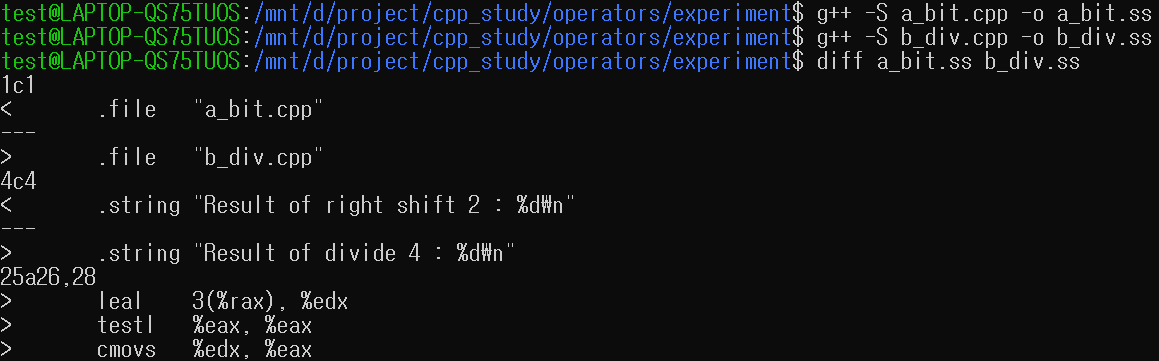 test@LAPTOP-QS75TUOS:/mnt/d/project/cpp_study/operators/experiment$ g++ -S a_bit.cpp -o a_bit.ss
test@LAPTOP-QS75TUOS:/mnt/d/project/cpp_study/operators/experiment$ g++ -S b_div.cpp -o b_div.ss
test@LAPTOP-QS75TUOS:/mnt/d/project/cpp_study/operators/experiment$ diff a_bit.ss b_div.ss
1c1
< .file "a_bit.cpp"
---
> .file "b_div.cpp"
4c4
< .string "Result of right shift 2 : %d₩n"
---
> .string "Result of divide 4 : %d₩n"
25a26,28
> leal 3(%rax), %edx
> testl %eax, %eax
> cmovs %edx, %eax